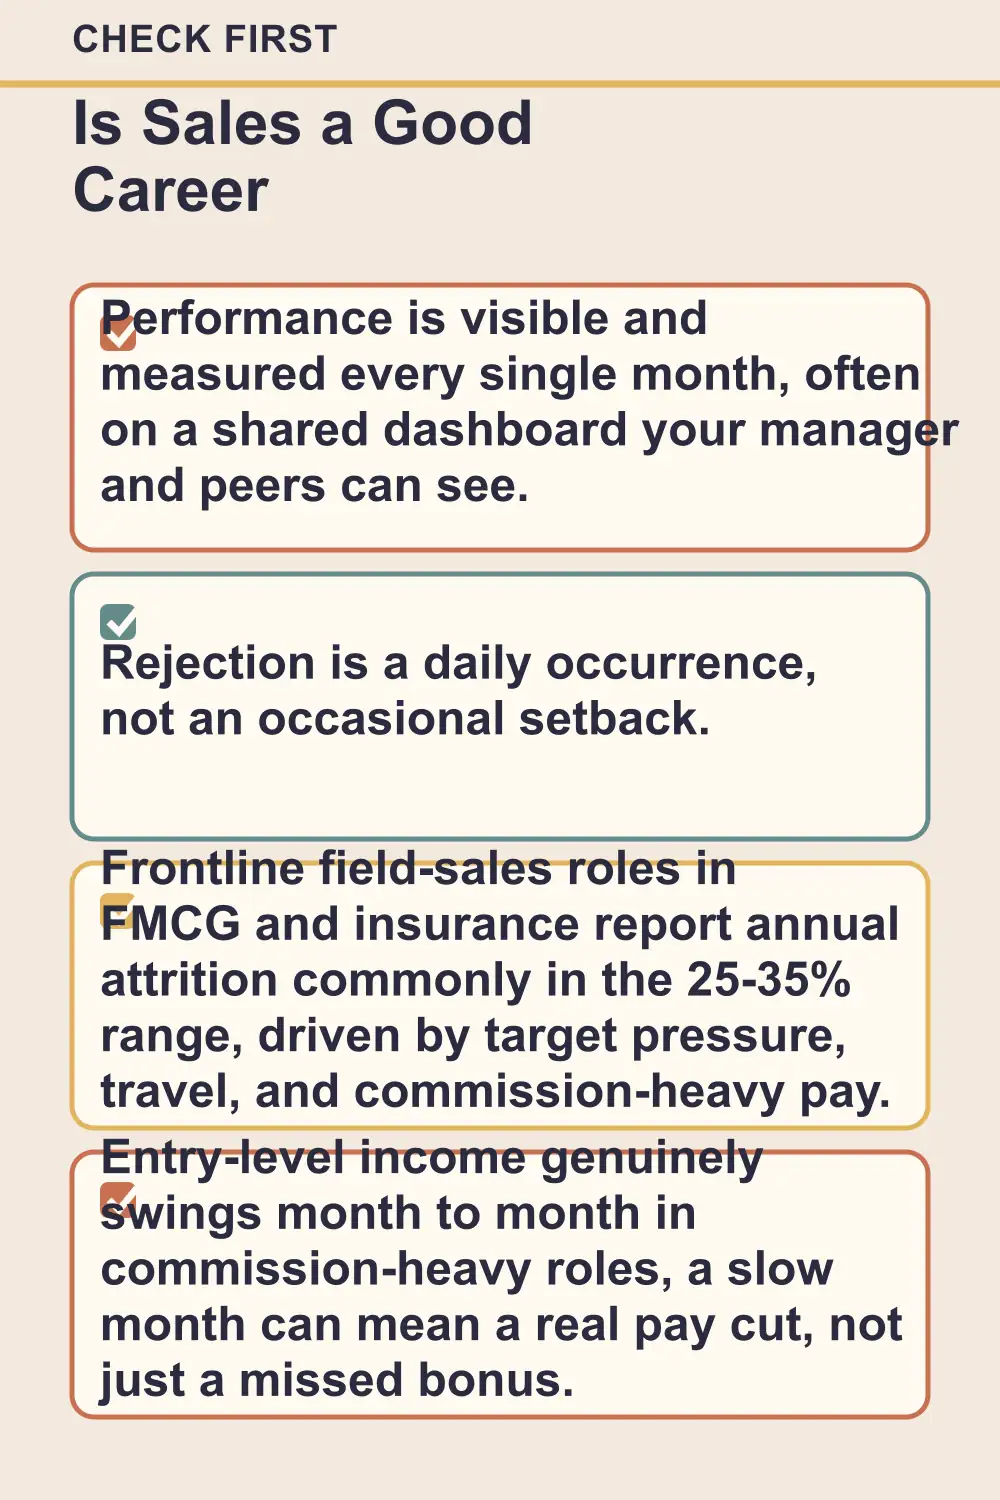 CHECK FIRST
Is Sales a Good
Career
Performance is visible and
measured every single month, often
on a shared dashboard your manager
and peers can see.
Rejection is a daily occurrence,
not an occasional setback.
Frontline field-sales roles in
FMCG and insurance report annual
attrition commonly in the 25-35%
range, driven by target pressure,
travel, and commission-heavy pay.
Entry-level income genuinely
swings month to month in
commission-heavy roles, a slow
month can mean a real pay cut, not
just a missed bonus.